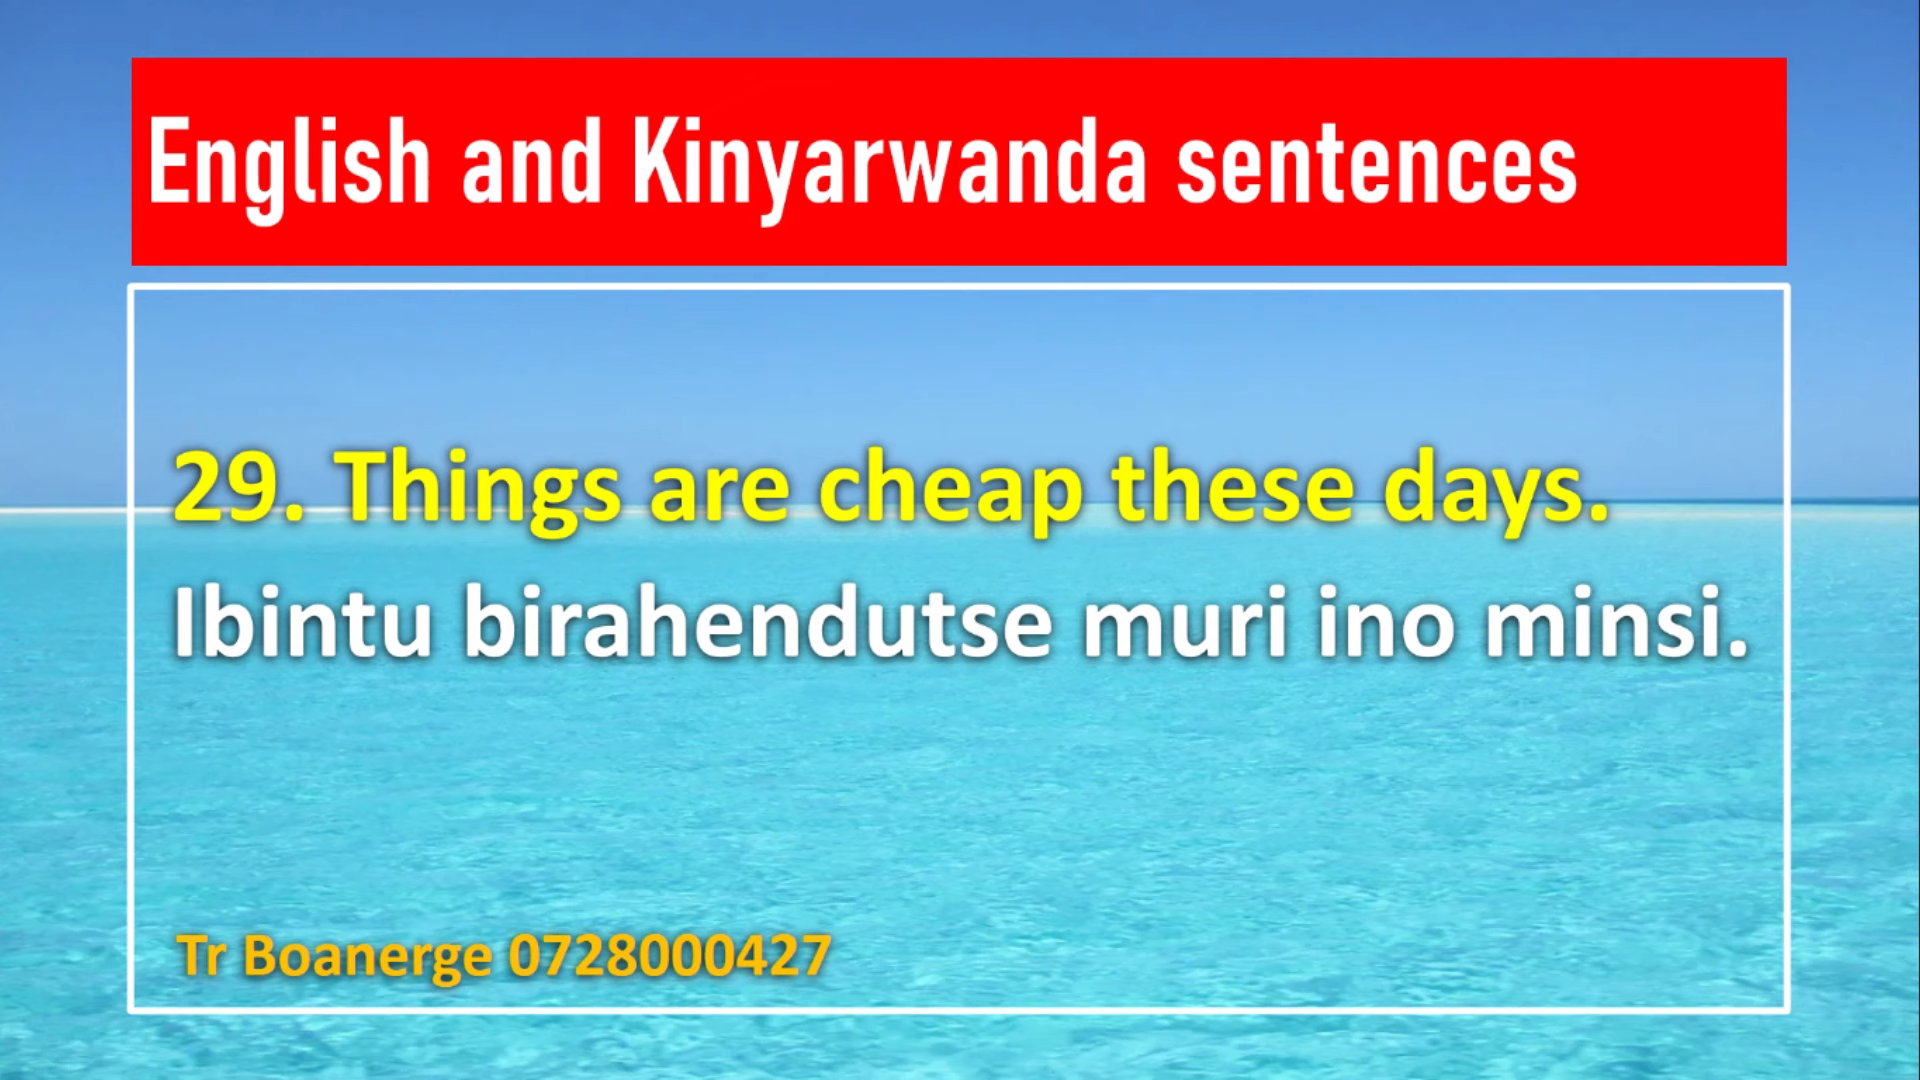 English and Kinyarwanda sentences
29. Things are cheap these days.
Ibintu birahendutse muri ino minsi.
Tr Boanerge 0728000427